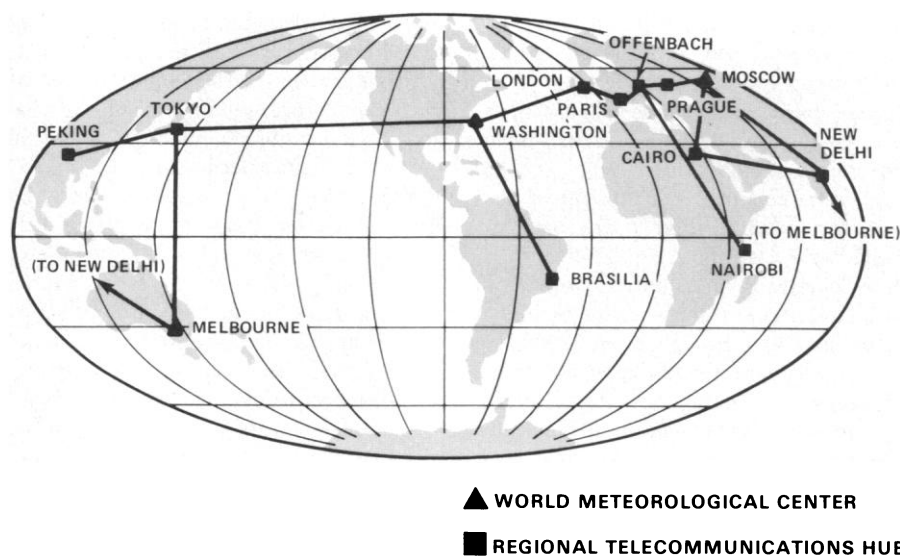 OFFENBACH
LONDON
MOSCOW
PARIS
PRAGUE
TOKYO
PEKING
WASHINGTON
NEW
DELHI
CAIRO
(TO MELBOURNE)
(TO NEW DELHI)
NAIROBI
BRASILIA
MELBOURNE
WORLD METEOROLOGICAL CENTER
REGIONAL TELECOMMUNICATIONS HUB